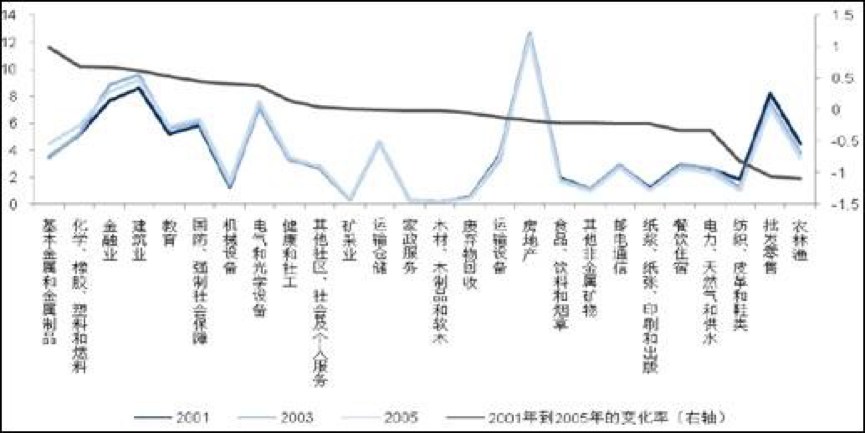 14
12
10
8
6
4
2
0
1.5
1
0.5
0
-0.5
-1
-1.5
基本金属和金属制品
化学、橡胶、塑料和燃料
金融业
建筑业
教育
国防、强制社会保障
机械设备
电气和光学设备
健康和社工
其他社区、社会及个人服务
矿采业
运输仓储
家政服务
木材、木制品和软木
废弃物回收
运输设备
房地产
食品、饮料和烟草
其他非金属矿物
邮电通信
纸浆、纸张、印刷和出版
餐饮住宿
电力、天然气和供水
纺织、皮革和鞋类
批发零售
农林渔
2001
2003
2005
2001年到2005年的变化率（右轴）